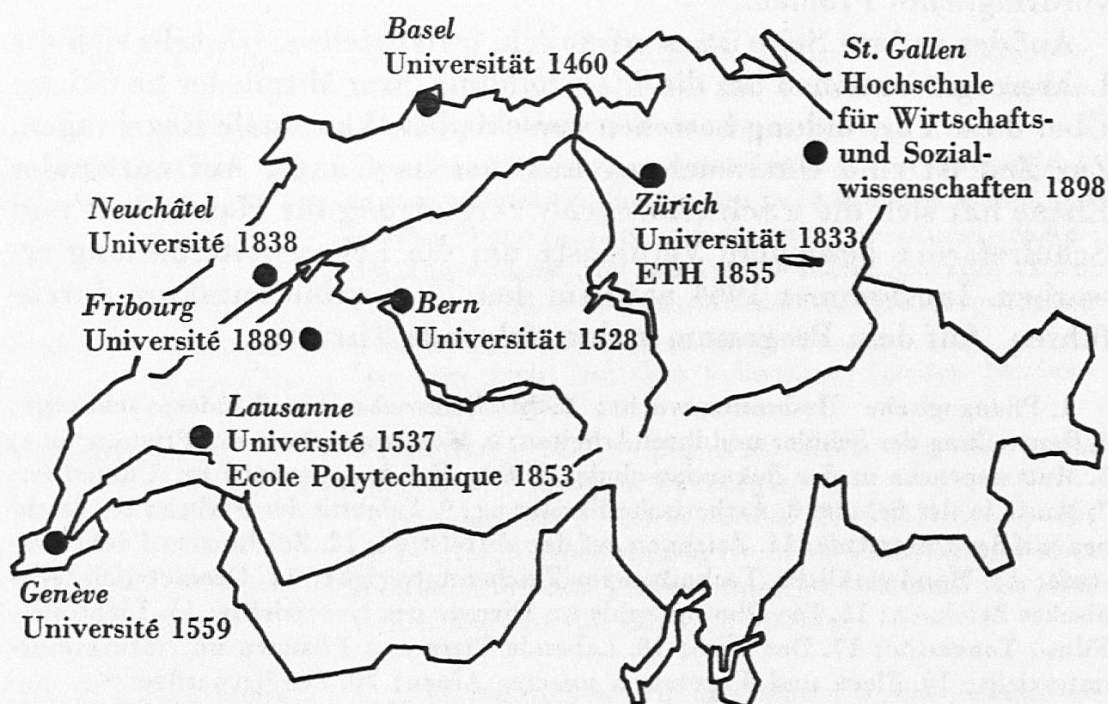 Basel
Universität 1460
St. Gallen
Hochschule
für Wirtschafts-
und Sozial-
wissenschaften 1898
Neuchâtel
Université 1838
Zürich
Universität 1833
ETH 1855
Fribourg
Université 1889
Bern
Universität 1528
Lausanne
Université 1537
Ecole Polytechnique 1853
Genève
Université 1559